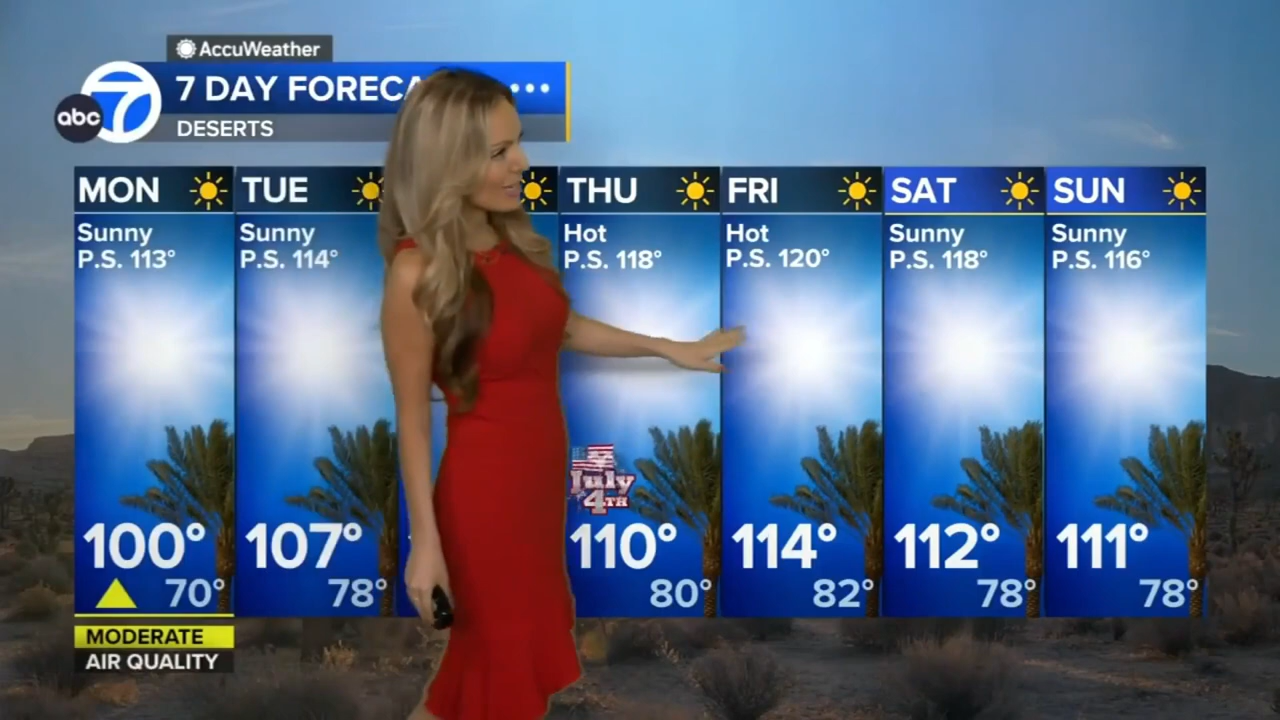 AccuWeather
abc 7
7 DAY FORECA
DESERTS
MON
TUE
THU
FRI
SAT
SUN
Sunny
P.S. 113°
Sunny
P.S. 114°
Hot
P.S. 118°
Hot
P.S. 120°
Sunny
P.S. 118°
Sunny
P.S. 116°
July
4TH
100°
107°
110°
114°
112°
111°
70°
78°
80°
82°
78°
78°
MODERATE
AIR QUALITY